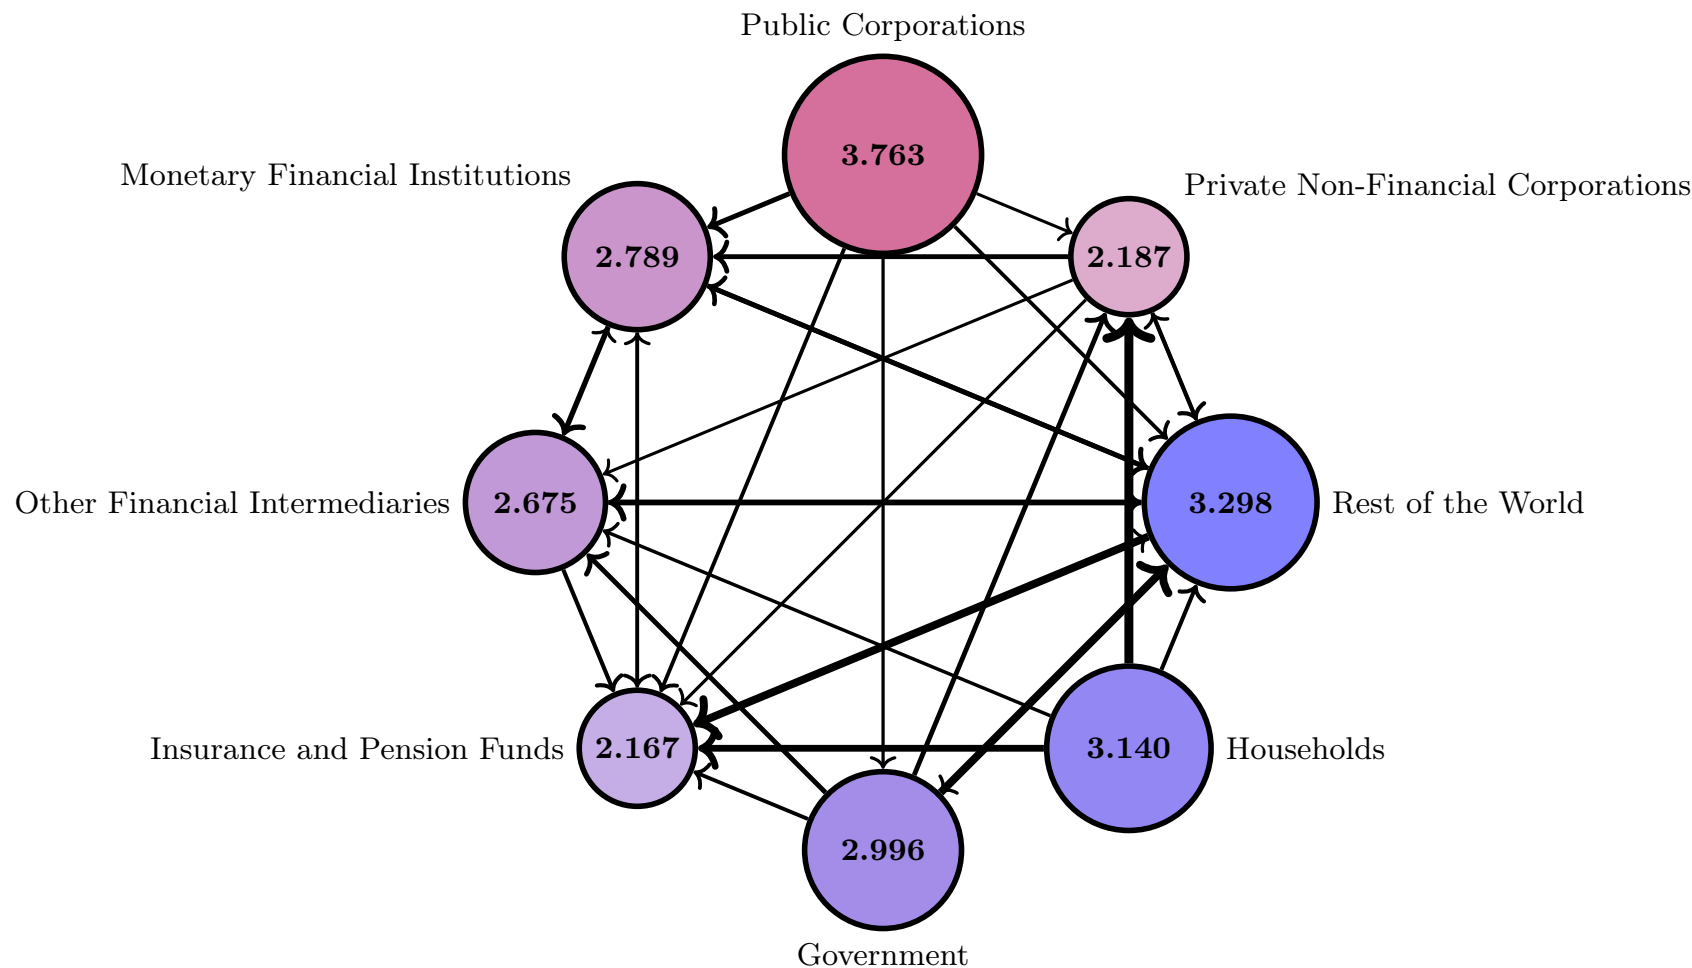 Public Corporations
3.763
Monetary Financial Institutions
Private Non-Financial Corporations
2.789
2.187
Other Financial Intermediaries
2.675
3.298
Rest of the World
Insurance and Pension Funds
2.167
3.140
Households
2.996
Government